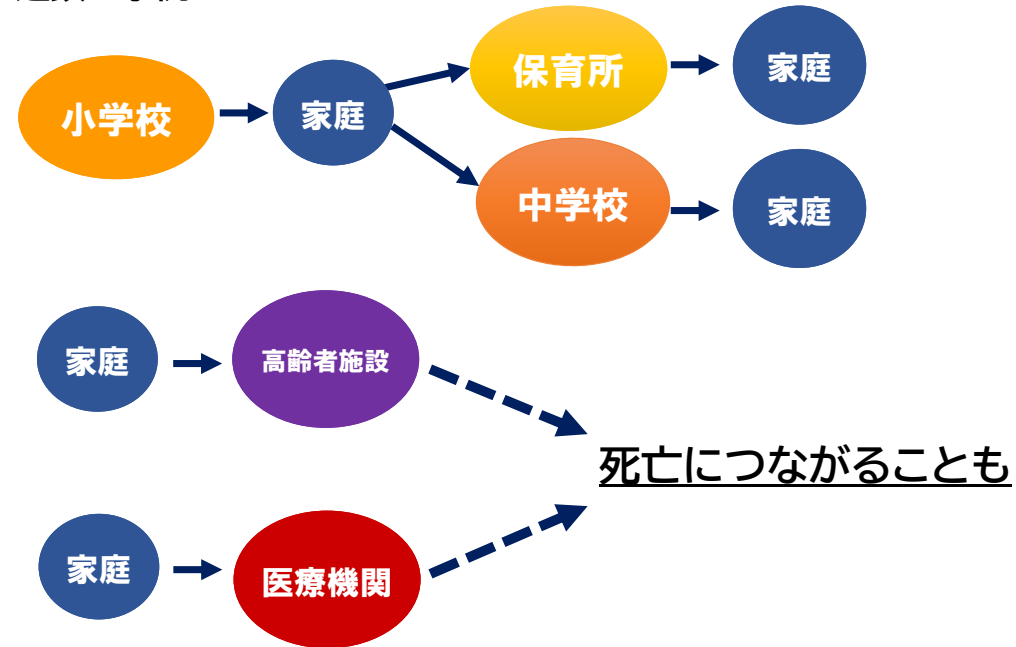 小学校
家庭
保育所
家庭
中学校
家庭
家庭
高齢者施設
死亡につながることも
家庭
医療機関